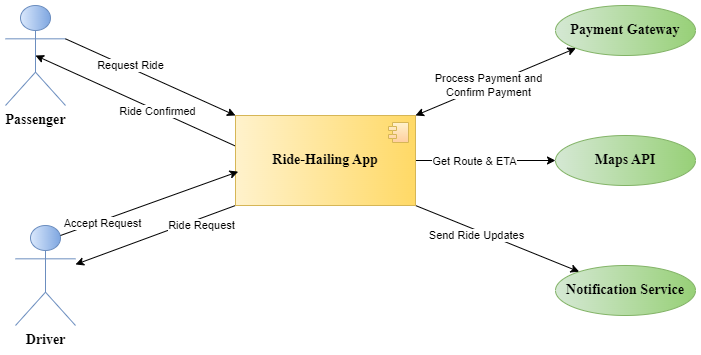 Payment Gateway
Request Ride
Process Payment and
Confirm Payment
Ride Confirmed
Passenger
Ride-Hailing App
Get Route & ETA
Maps API
Accept Request
Ride Request
Send Ride Updates
Notification Service
Driver